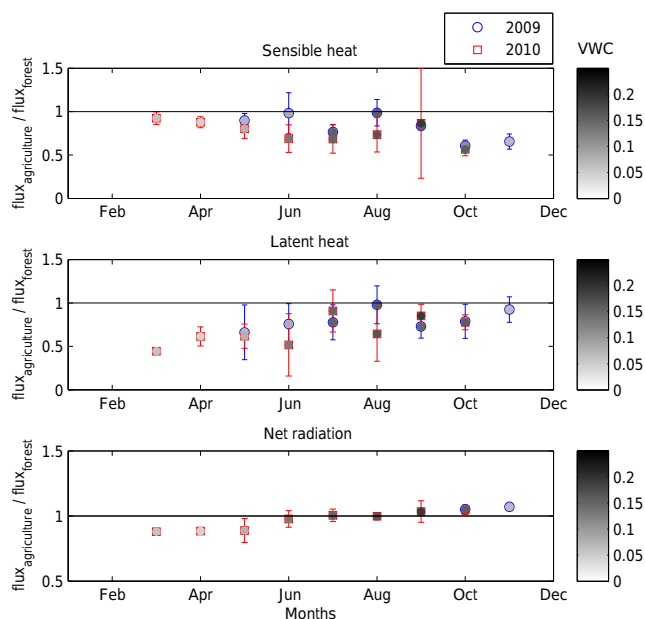 2009
2010
Sensible heat
VWC
1.5
1
0.5
0
flux_agriculture / flux_forest
Feb Apr Jun Aug Oct Dec
0.2
0.15
0.1
0.05
0
Latent heat
1.5
1
0.5
0
flux_agriculture / flux_forest
Feb Apr Jun Aug Oct Dec
0.2
0.15
0.1
0.05
0
Net radiation
1.5
1
0.5
flux_agriculture / flux_forest
Feb Apr Jun Aug Oct Dec
Months
0.2
0.15
0.1
0.05
0